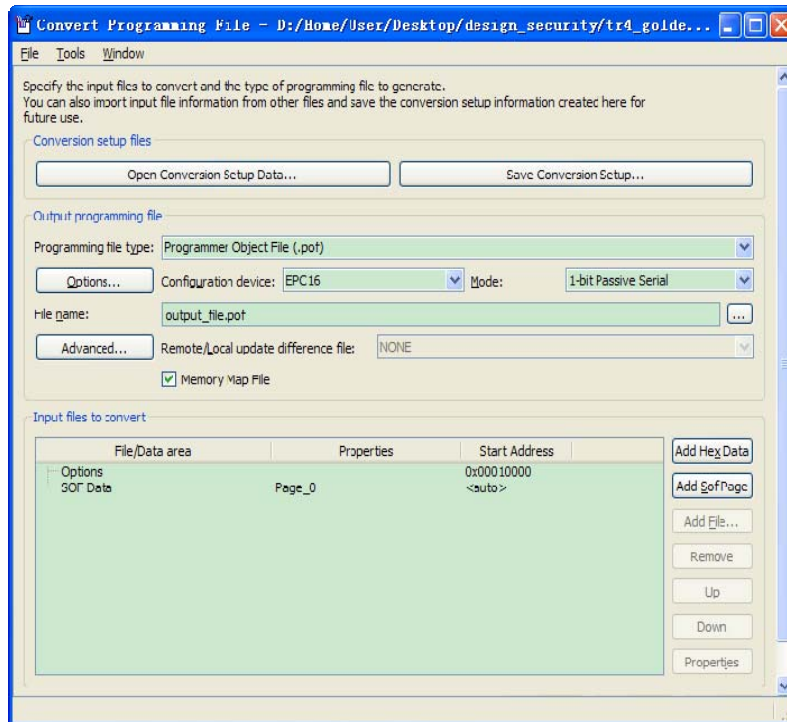 Convert Programming File - D:/Home/User/Desktop/design_security/tr4_golde...
File Tools Window
Specify the input files to convert and the type of programming file to generate.
You can also import input file information from other files and save the conversion setup information created here for
future use.
Conversion setup files
Open Conversion Setup Data... Save Conversion Setup...
Output programming file
Programming file type: Programmer Object File (.pof)
Options... Configuration device: EPC16 Mode: 1-bit Passive Serial
File name: output_file.pof ...
Advanced... Remote/Local update difference file: NONE
Memory Map File
Input files to convert
File/Data area Properties Start Address Add Hex Data
Options 0x00010000
SOF Data Page_0 <auto> Add Sof Page
Add File...
Remove
Up
Down
Properties